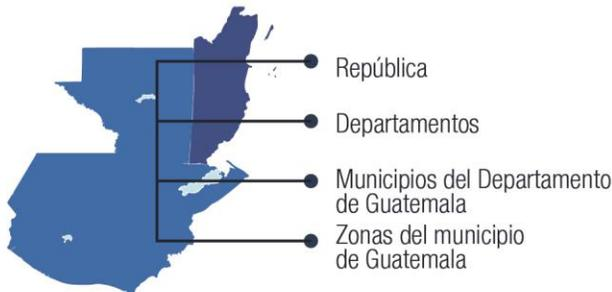 República
Departamentos
Municipios del Departamento
de Guatemala
Zonas del municipio
de Guatemala